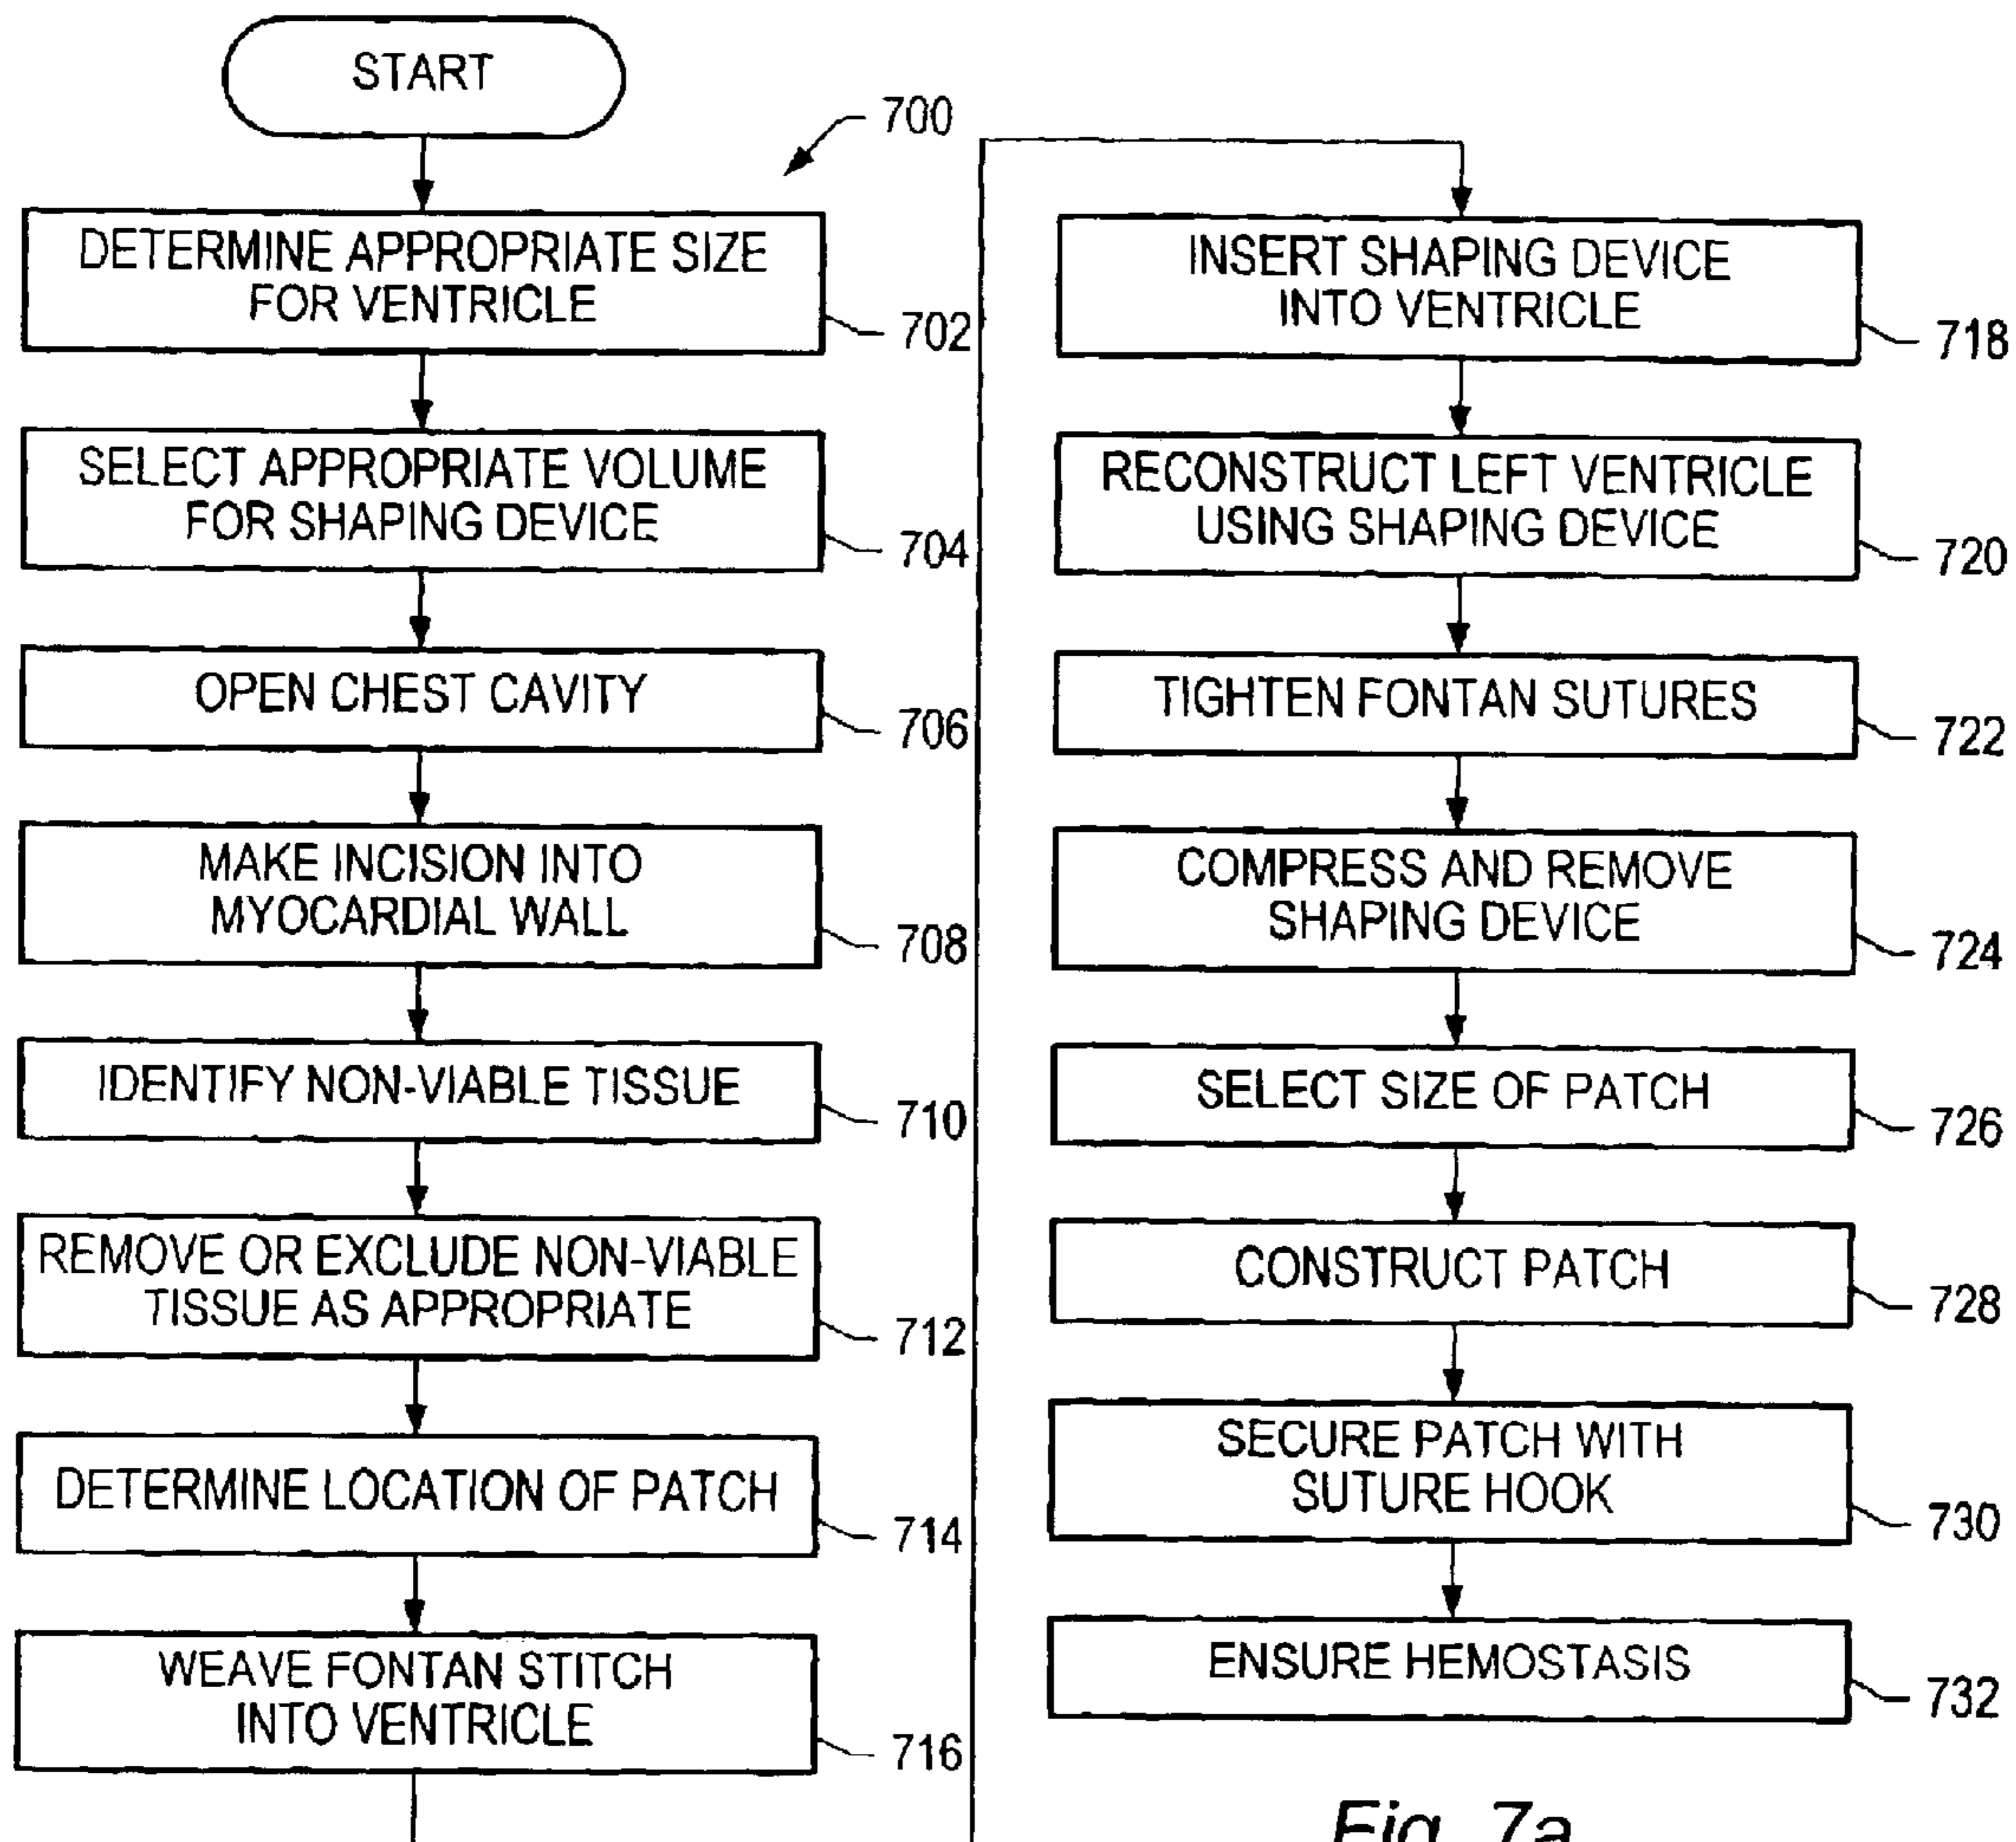 START
700
DETERMINE APPROPRIATE SIZE
FOR VENTRICLE
702
SELECT APPROPRIATE VOLUME
FOR SHAPING DEVICE
704
OPEN CHEST CAVITY
706
MAKE INCISION INTO
MYOCARDIAL WALL
708
IDENTIFY NON-VIABLE TISSUE
710
REMOVE OR EXCLUDE NON-VIABLE
TISSUE AS APPROPRIATE
712
DETERMINE LOCATION OF PATCH
714
WEAVE FONTAN STITCH
INTO VENTRICLE
716
INSERT SHAPING DEVICE
INTO VENTRICLE
718
RECONSTRUCT LEFT VENTRICLE
USING SHAPING DEVICE
720
TIGHTEN FONTAN SUTURES
722
COMPRESS AND REMOVE
SHAPING DEVICE
724
SELECT SIZE OF PATCH
726
CONSTRUCT PATCH
728
SECURE PATCH WITH
SUTURE HOOK
730
ENSURE HEMOSTASIS
732
Fig. 7a